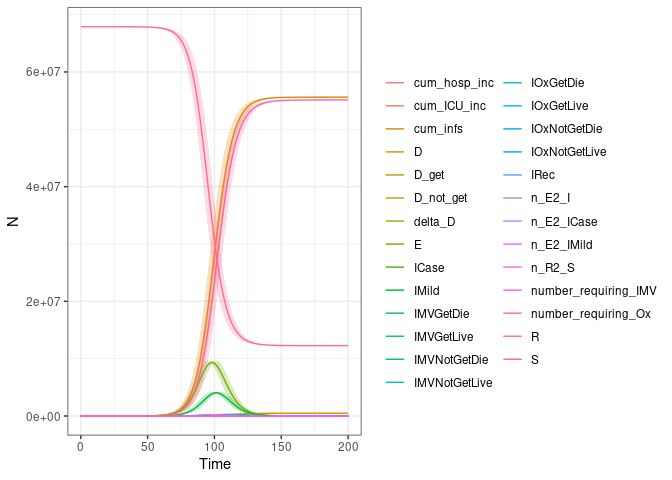 6e+07
4e+07
2e+07
0e+00
N
0
50
100
150
200
Time
cum_hosp_inc
cum_ICU_inc
cum_infs
D
D_get
D_not_get
delta_D
E
ICase
IMild
IMVGetDie
IMVGetLive
IMVNotGetDie
IMVNotGetLive
IOxGetDie
IOxGetLive
IOxNotGetDie
IOxNotGetLive
IRec
n_E2_I
n_E2_ICase
n_E2_IMild
n_R2_S
number_requiring_IMV
number_requiring_Ox
R
S